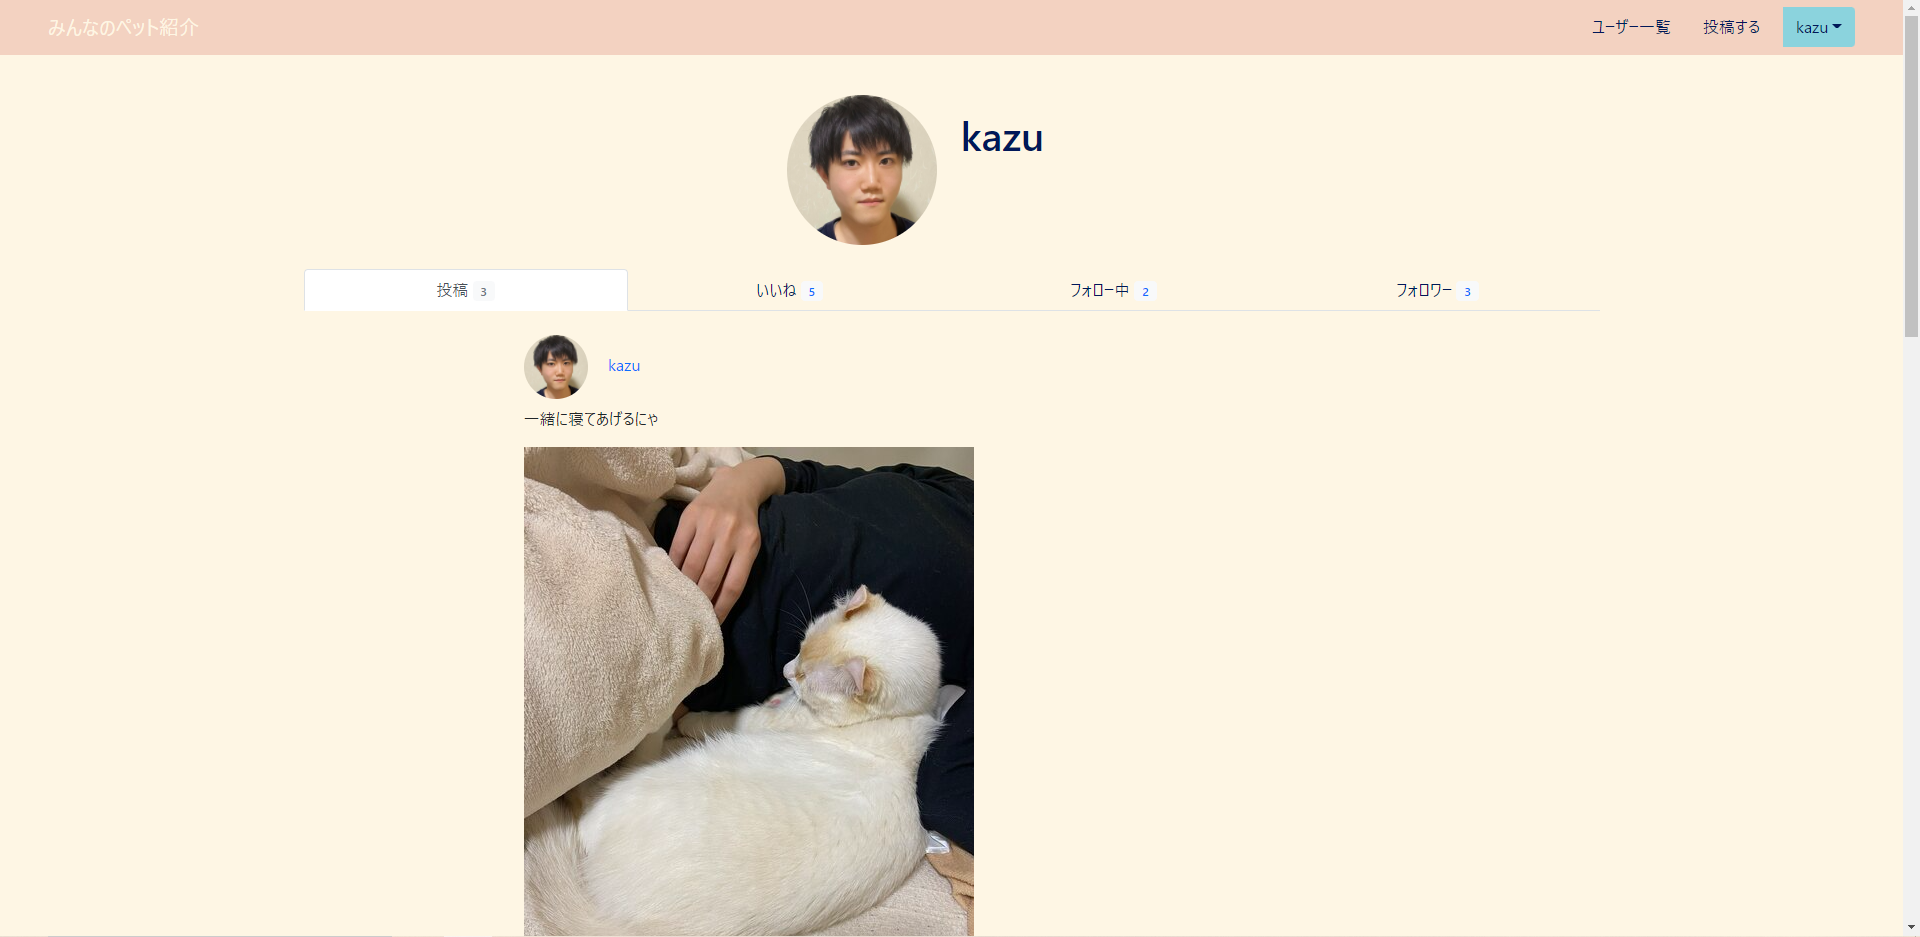 みんなのペット紹介
ユーザー一覧 投稿する kazu
kazu
投稿 3 いいね 5 フォロー中 2 フォロワー 3
kazu
一緒に寝てあげるにゃ